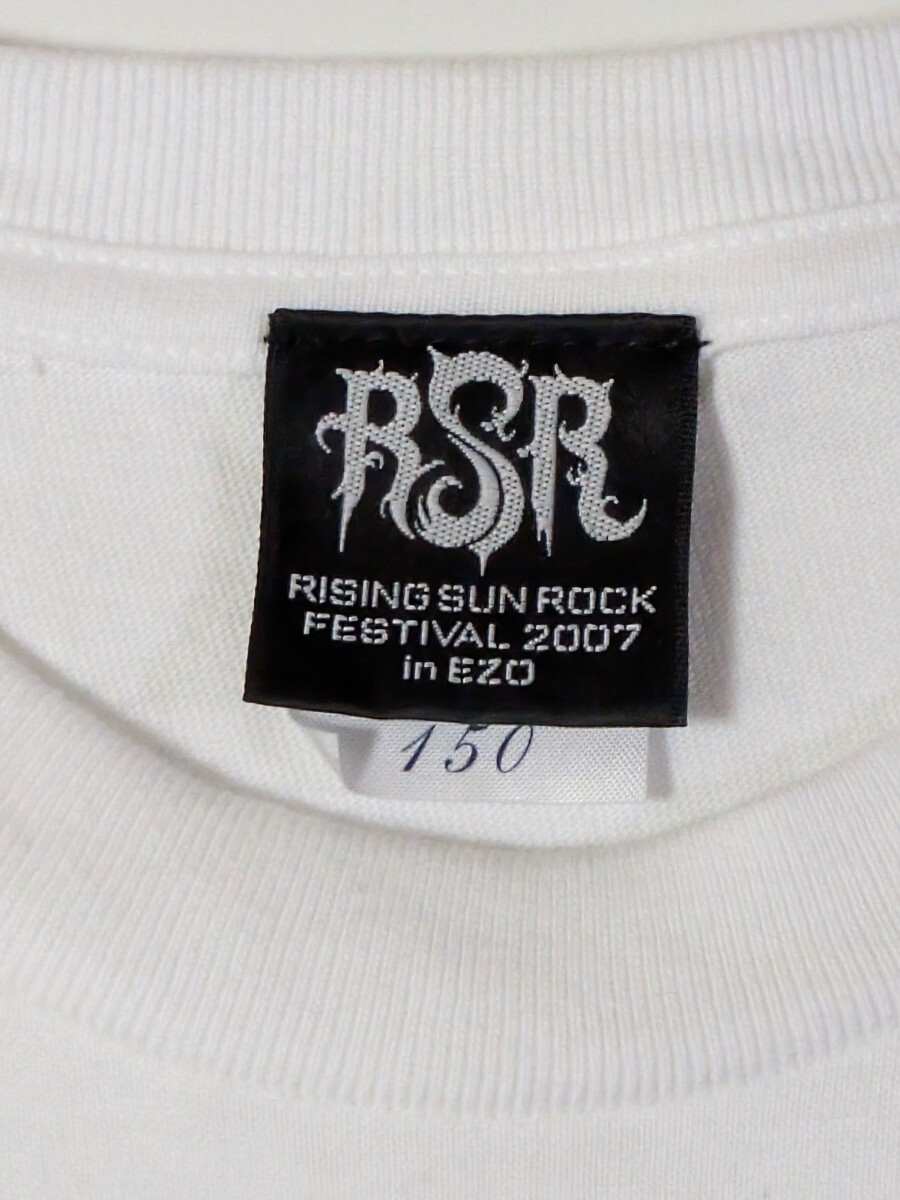 RSR
RISING SUN ROCK
FESTIVAL 2007
in EZO
150